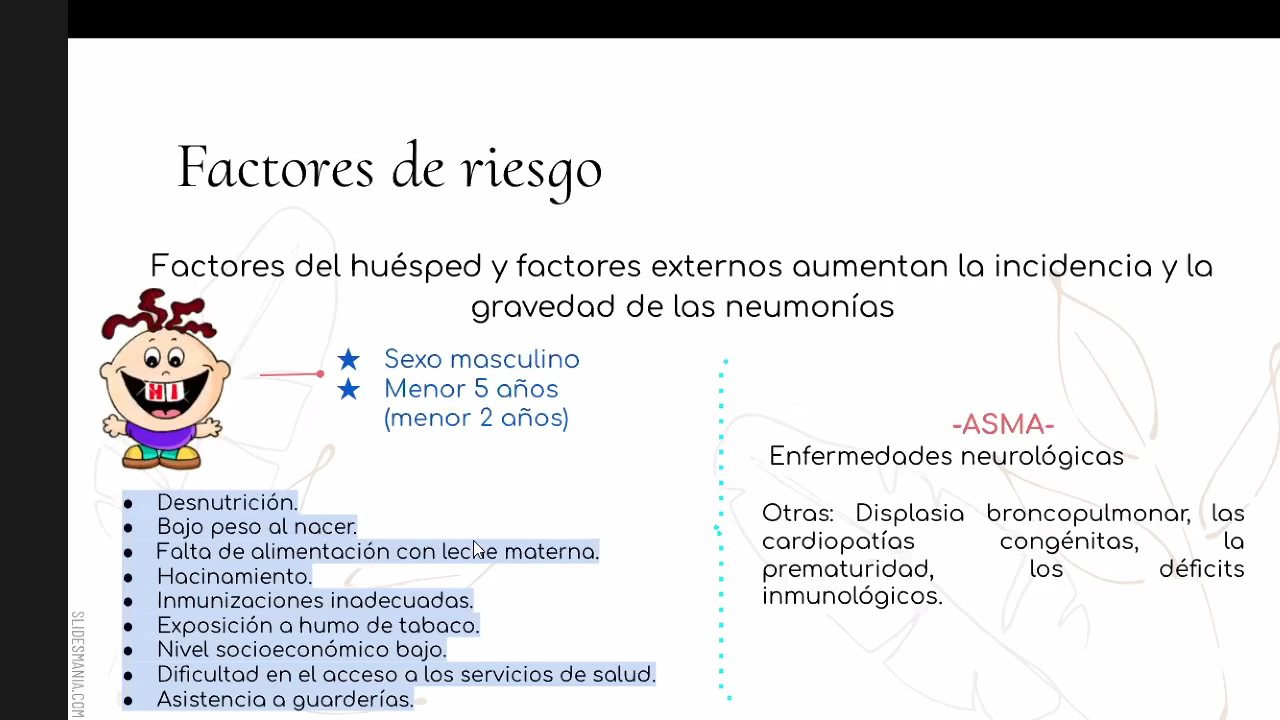 Factores de riesgo
Factores del huésped y factores externos aumentan la incidencia y la
gravedad de las neumonías
HI
★ Sexo masculino
★ Menor 5 años
(menor 2 años)
● Desnutrición.
● Bajo peso al nacer.
● Falta de alimentación con leche materna.
● Hacinamiento.
● Inmunizaciones inadecuadas.
● Exposición a humo de tabaco.
● Nivel socioeconómico bajo.
● Dificultad en el acceso a los servicios de salud.
● Asistencia a guarderías.
-ASMA-
Enfermedades neurológicas
Otras: Displasia broncopulmonar, las
cardiopatías congénitas, la
prematuridad, los déficits
inmunológicos.
SLIDESMANIA.COM